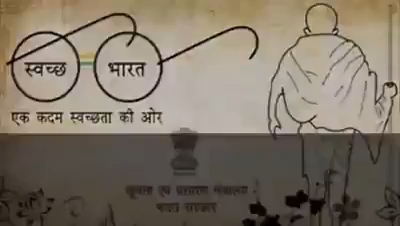 स्वच्छ भारत
एक कदम स्वच्छता की ओर
सूचना एवं प्रसारण मंत्रालय
भारत सरकार